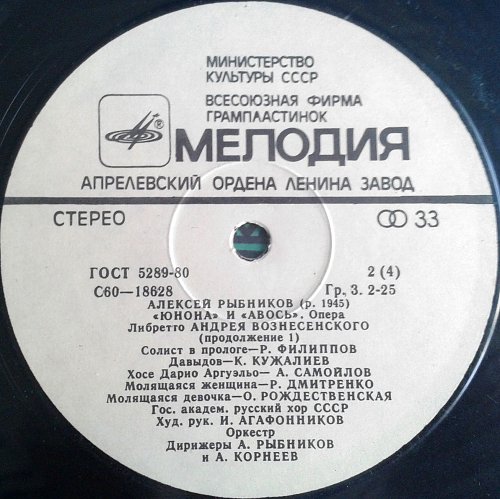 МИНИСТЕРСТВО
КУЛЬТУРЫ СССР
ВСЕСОЮЗНАЯ ФИРМА
ГРАМПЛАСТИНОК
®
МЕЛОДИЯ
АПРЕЛЕВСКИЙ ОРДЕНА ЛЕНИНА ЗАВОД
СТЕРЕО 33
ГОСТ 5289-80 2 (4)
С60—18628 Гр. 3. 2-25
АЛЕКСЕЙ РЫБНИКОВ (р. 1945)
«ЮНОНА» И «АВОСЬ». Опера
Либретто АНДРЕЯ ВОЗНЕСЕНСКОГО
(продолжение 1)
Солист в прологе—Р. ФИЛИППОВ
Давыдов—К. КУЖАЛИЕВ
Хосе Дарио Аргуэльо— А. САМОЙЛОВ
Молящаяся женщина—Р. ДМИТРЕНКО
Молящаяся девочка—О. РОЖДЕСТВЕНСКАЯ
Гос. академ. русский хор СССР
Худ. рук. И. АГАФОННИКОВ
Оркестр
Дирижеры А. РЫБНИКОВ
и А. КОРНЕЕВ